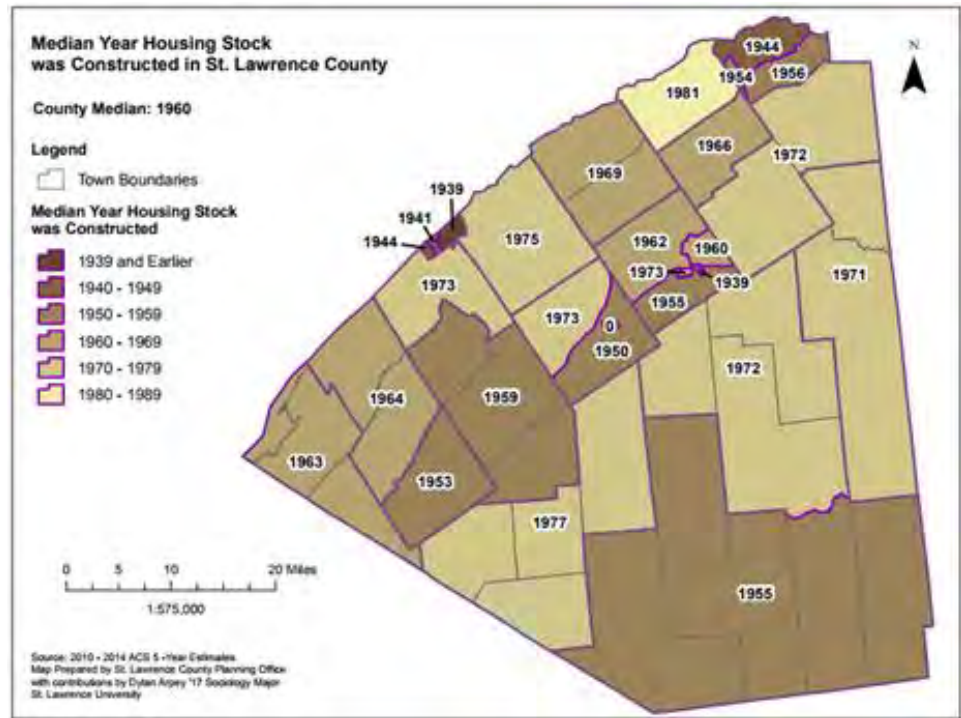 Median Year Housing Stock
was Constructed in St. Lawrence County
County Median: 1960
Legend
Town Boundaries
Median Year Housing Stock
was Constructed
1939 and Earlier
1940 - 1949
1950 - 1959
1960 - 1969
1970 - 1979
1980 - 1989
N
1944
1954
1956
1981
1966
1972
1969
1939
1941
1944
1975
1962
1960
1973
1939
1971
1973
1973
1955
0
1950
1972
1959
1964
1963
1953
1977
1955
0 5 10 20 Miles
1:575,000
Source: 2010 - 2014 ACS 5 -Year Estimates
Map Prepared by St. Lawrence County Planning Office
with contributions by Dylan Arpey '17 Sociology Major
St. Lawrence University